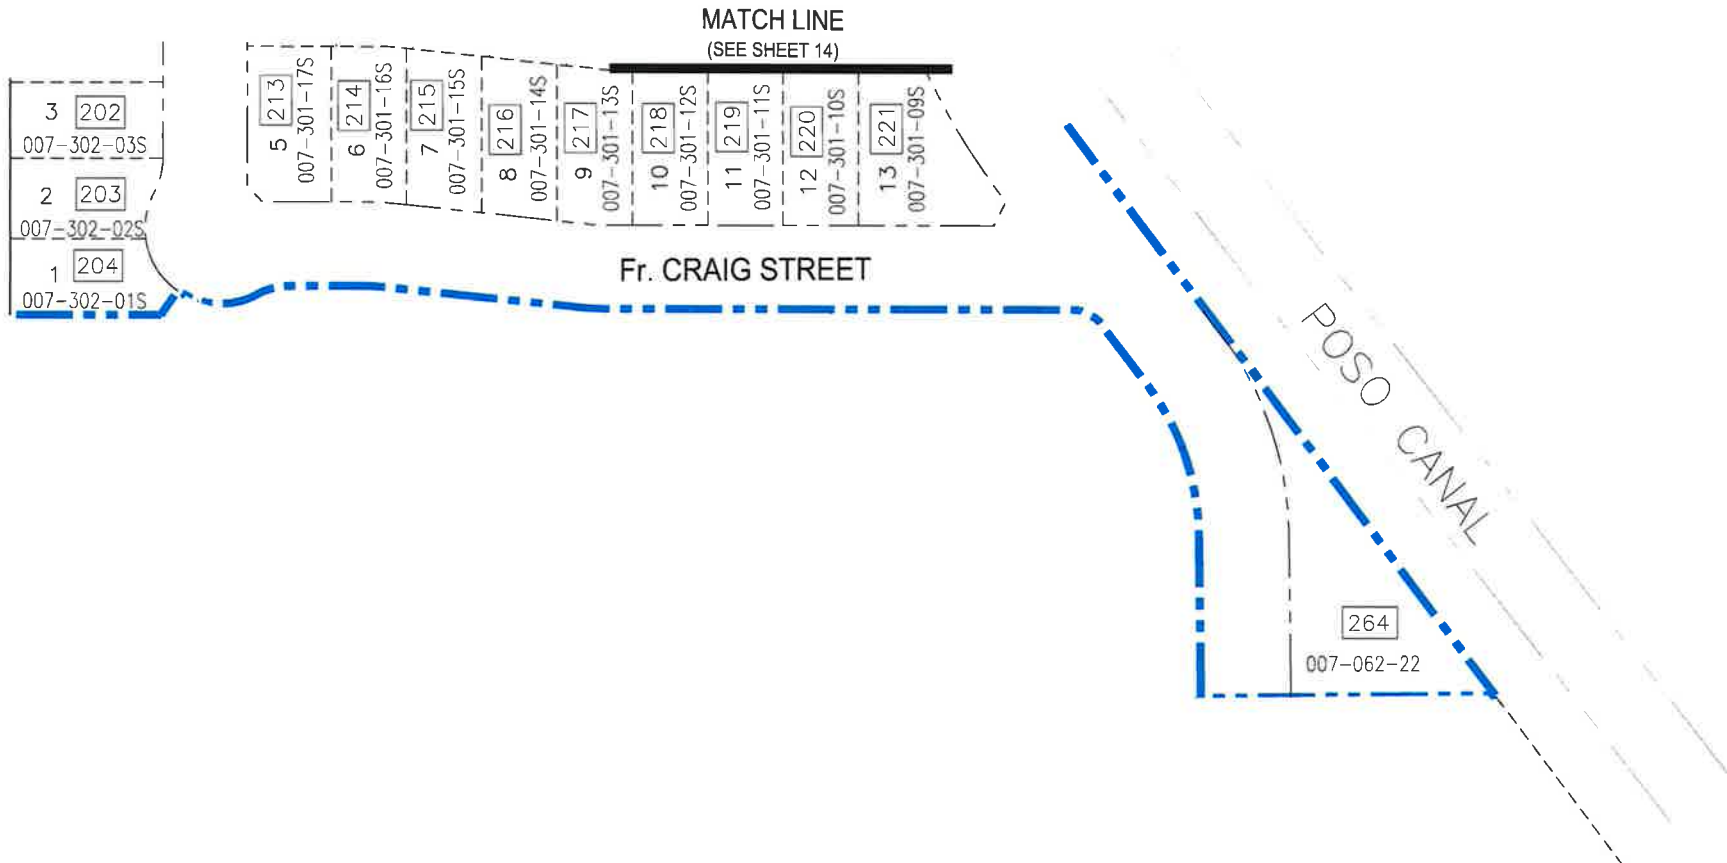 MATCH LINE
(SEE SHEET 14)
3 202
007-302-03S
2 203
007-302-02S
1 204
007-302-01S
5 213
007-301-17S
6 214
007-301-16S
7 215
007-301-15S
8 216
007-301-14S
9 217
007-301-13S
10 218
007-301-12S
11 219
007-301-11S
12 220
007-301-10S
13 221
007-301-09S
Fr. CRAIG STREET
POSO CANAL
264
007-062-22